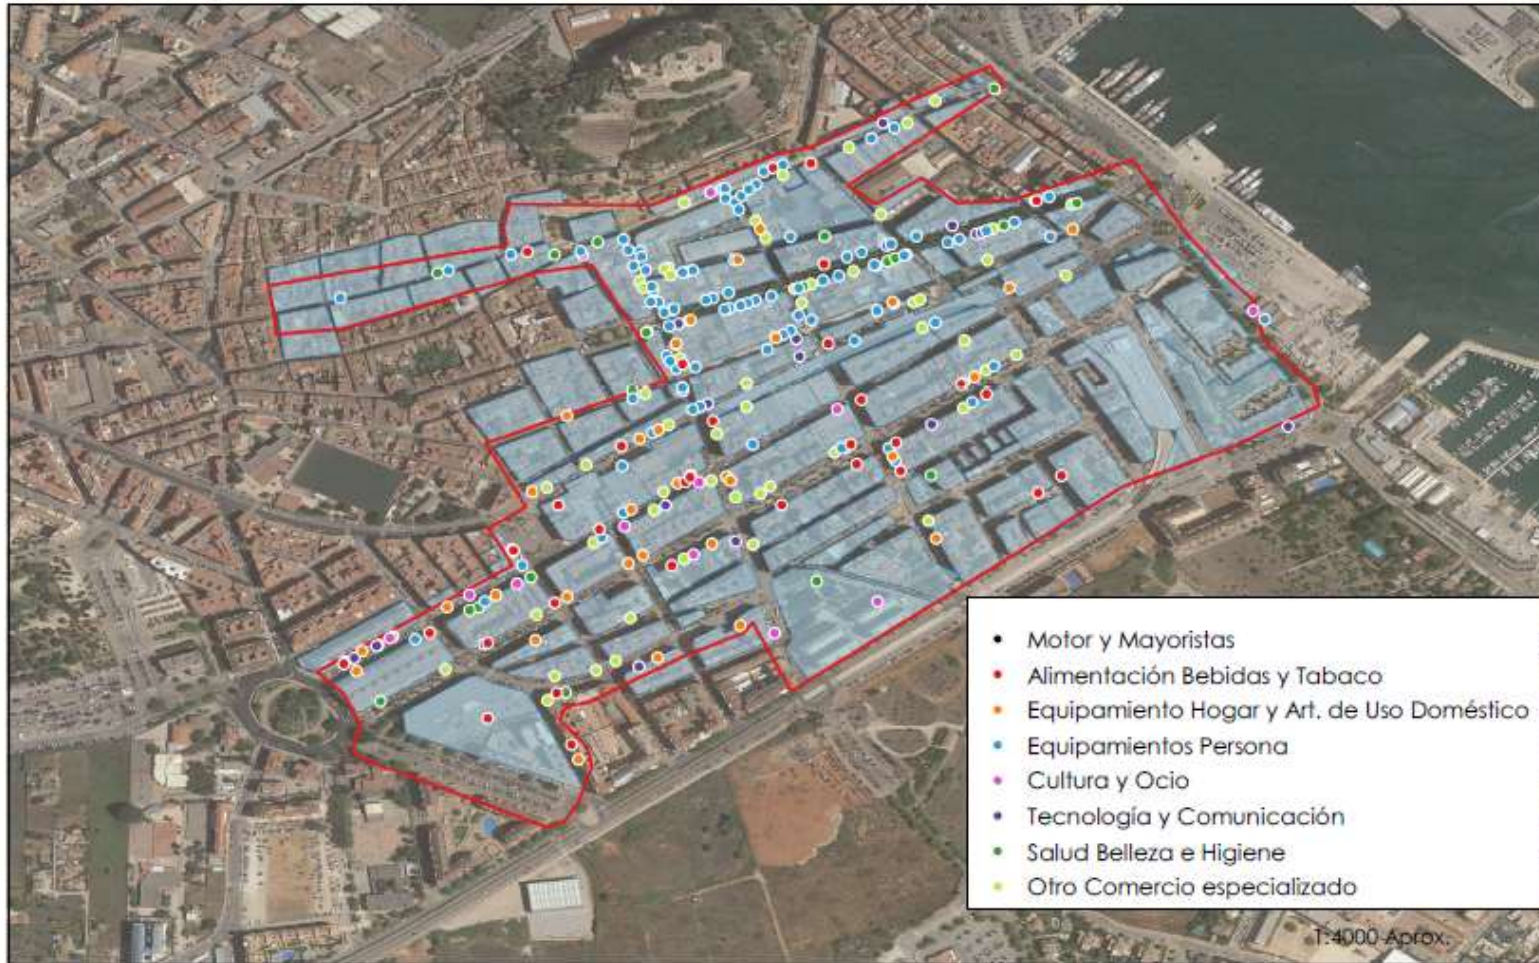 Motor y Mayoristas
Alimentación Bebidas y Tabaco
Equipamiento Hogar y Art. de Uso Doméstico
Equipamientos Persona
Cultura y Ocio
Tecnología y Comunicación
Salud Belleza e Higiene
Otro Comercio especializado
1:4000 Aprox.